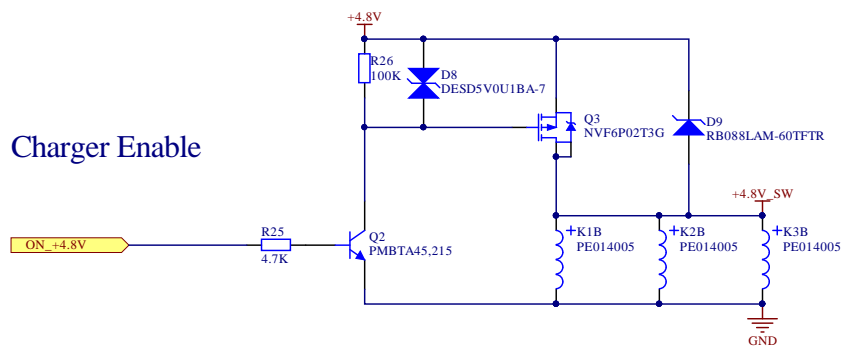 +4.8V
R26
100K
D8
DESD5V0U1BA-7
Q3
NVF6P02T3G
D9
RB088LAM-60TFTR
Charger Enable
+4.8V_SW
ON_+4.8V
R25
4.7K
Q2
PMBTA45,215
+K1B
PE014005
+K2B
PE014005
+K3B
PE014005
GND